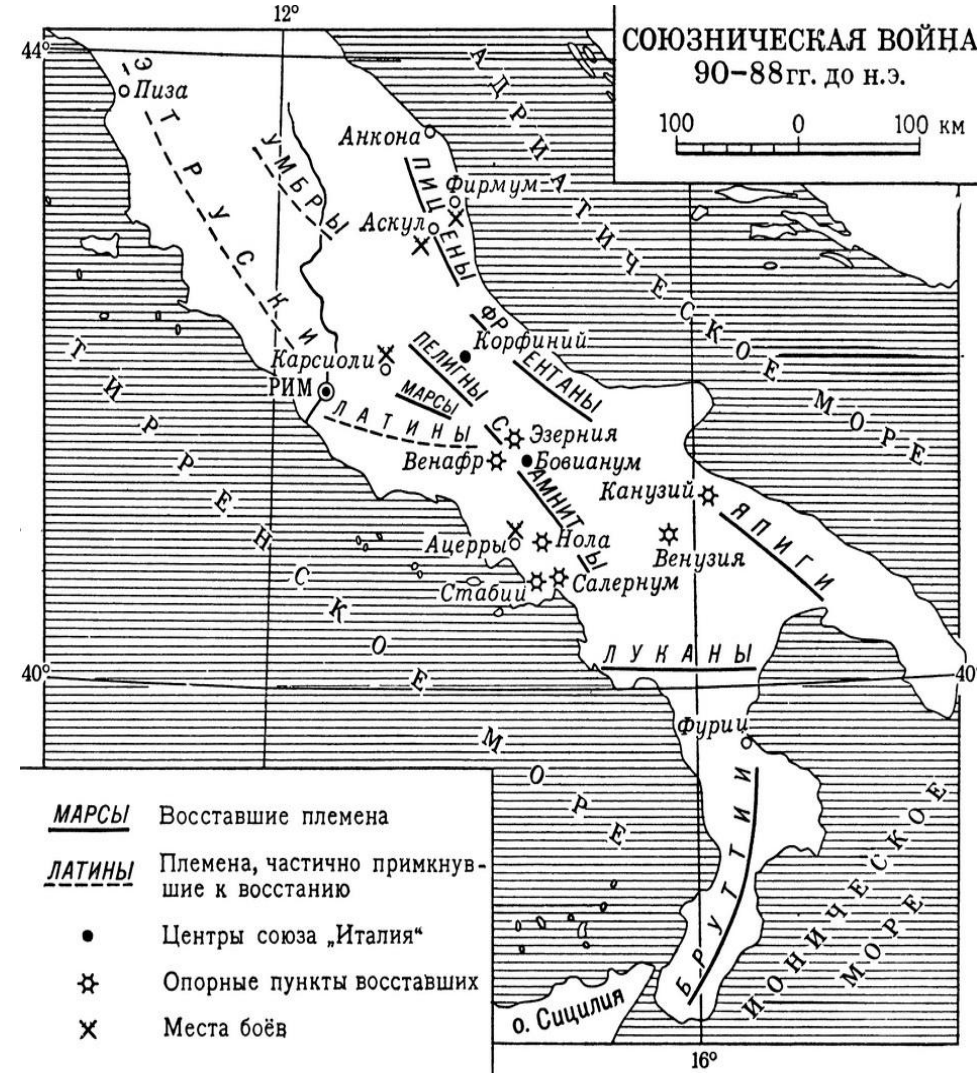 12°
44°
СОЮЗНИЧЕСКАЯ ВОЙНА
90–88гг. до н.э.
100 0 100 км
АДРИАТИЧЕСКОЕ МОРЕ
ЭТРУСКИ
Пиза
УМБРЫ
Анкона
ПИЦЕНЫ
Фирмум
Аскул
ФРЕНТАНЫ
Корфиний
Карсиоли
ПЕЛИГНЫ
РИМ
МАРСЫ
ЛАТИНЫ
САМНИТЫ
Эзерния
Венафр
Бовианум
Канузий
ЯПИГИ
Ацерры
Нола
Венузия
Стабии
Салернум
ТИРРЕНСКОЕ МОРЕ
ЛУКАНЫ
40°
40°
Фурии
БРУТТИИ
ИОНИЧЕСКОЕ
МОРЕ
о. Сицилия
16°
МАРСЫ Восставшие племена
ЛАТИНЫ Племена, частично примкнув-
шие к восстанию
Центры союза „Италия“
Опорные пункты восставших
Места боёв